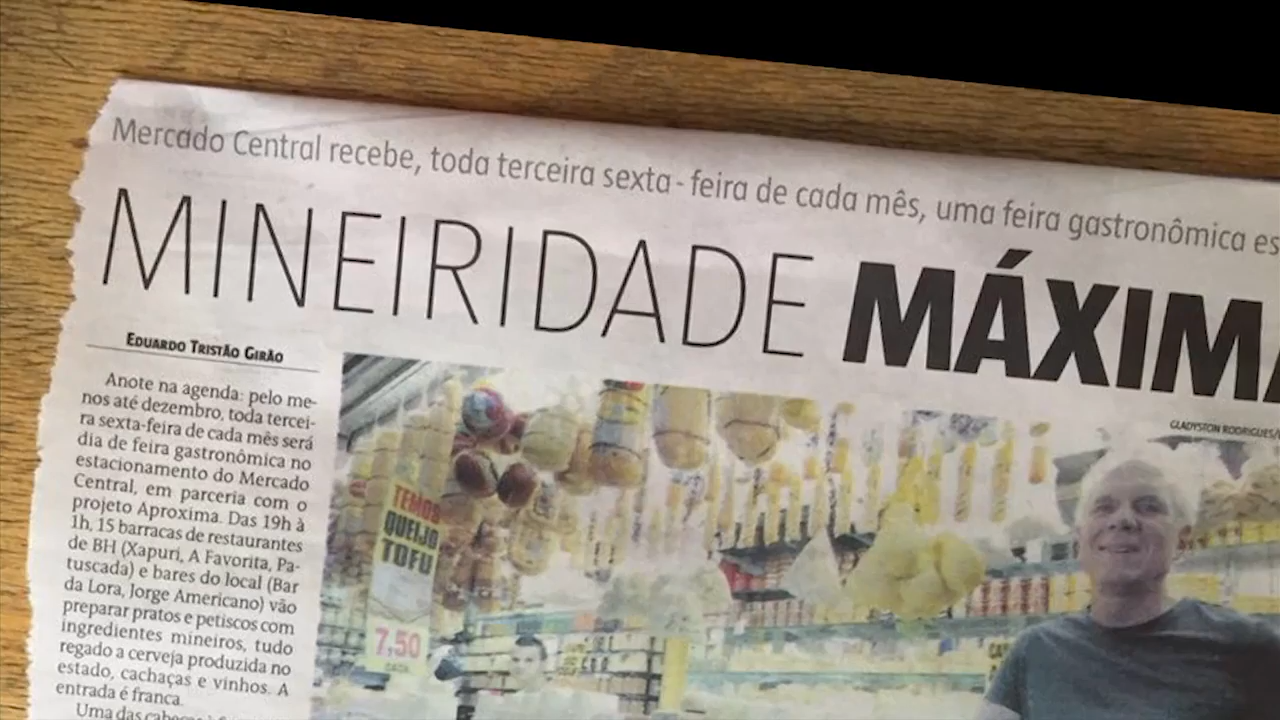 Mercado Central recebe, toda terceira sexta-feira de cada mês, uma feira gastronômica es
MINEIRIDADE MÁXIMA
EDUARDO TRISTÃO GIRÃO
GLADYSTON RODRIGUES/
Anote na agenda: pelo me-
nos até dezembro, toda tercei-
ra sexta-feira de cada mês será
dia de feira gastronômica no
estacionamento do Mercado
Central, em parceria com o
projeto Aproxima. Das 19h à
1h, 15 barracas de restaurantes
de BH (Xapuri, A Favorita, Pa-
tuscada) e bares do local (Bar
da Lora, Jorge Americano) vão
preparar pratos e petiscos com
ingredientes mineiros, tudo
regado a cerveja produzida no
estado, cachaças e vinhos. A
entrada é franca.
Uma das
TEMOS
QUEIJO
TOFU
7,50